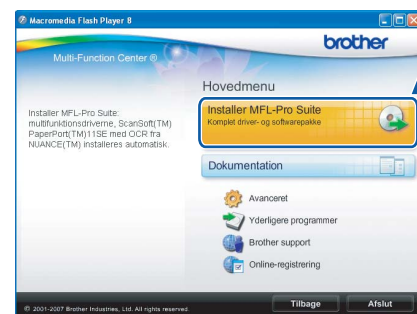 Macromedia Flash Player 8
brother
Multi-Function Center ®
Hovedmenu
Installer MFL-Pro Suite:
multifunktionsdriverne, ScanSoft(TM)
PaperPort(TM)11SE med OCR fra
NUANCE(TM) installeres automatisk.
Installer MFL-Pro Suite
Komplet driver- og softwarepakke
Dokumentation
Avanceret
Yderligere programmer
Brother support
Online-registrering
© 2001-2007 Brother Industries, Ltd. All rights reserved
Tilbage
Afslut